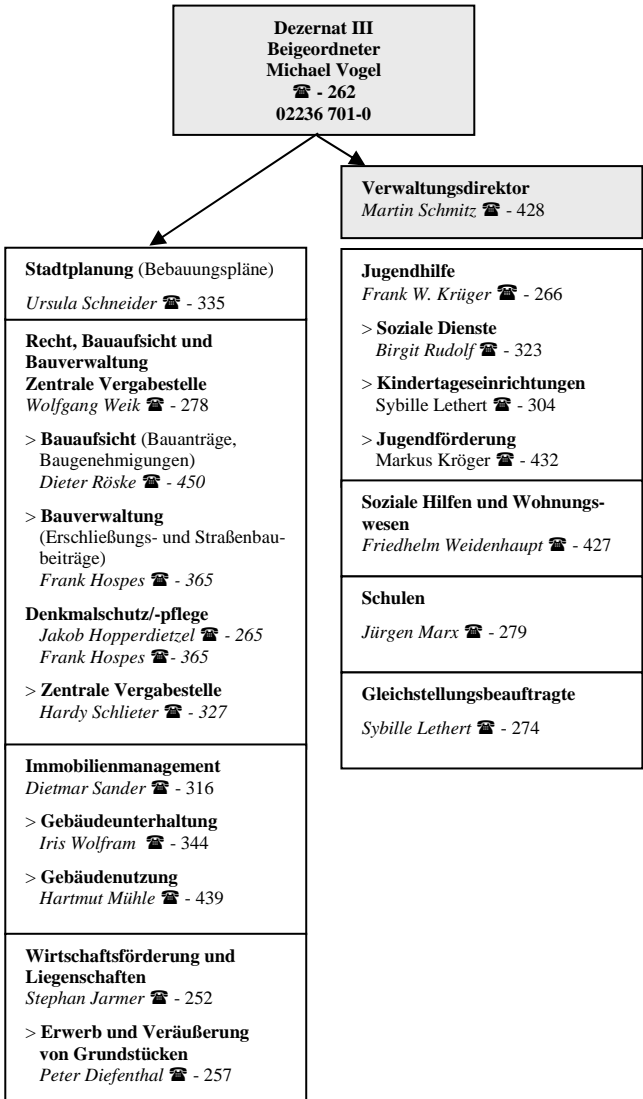 Dezernat III
Beigeordneter
Michael Vogel
☎ - 262
02236 701-0
Verwaltungsdirektor
Martin Schmitz ☎ - 428
Stadtplanung (Bebauungspläne)
Ursula Schneider ☎ - 335
Recht, Bauaufsicht und
Bauverwaltung
Zentrale Vergabestelle
Wolfgang Weik ☎ - 278
> Bauaufsicht (Bauanträge,
Baugenehmigungen)
Dieter Röske ☎ - 450
> Bauverwaltung
(Erschließungs- und Straßenbau-
beiträge)
Frank Hospes ☎ - 365
Denkmalschutz/-pflege
Jakob Hopperdietzel ☎ - 265
Frank Hospes ☎ - 365
> Zentrale Vergabestelle
Hardy Schlieter ☎ - 327
Immobilienmanagement
Dietmar Sander ☎ - 316
> Gebäudeunterhaltung
Iris Wolfram ☎ - 344
> Gebäudenutzung
Hartmut Mühle ☎ - 439
Wirtschaftsförderung und
Liegenschaften
Stephan Jarmer ☎ - 252
> Erwerb und Veräußerung
von Grundstücken
Peter Diefenthal ☎ - 257
Jugendhilfe
Frank W. Krüger ☎ - 266
> Soziale Dienste
Birgit Rudolf ☎ - 323
> Kindertageseinrichtungen
Sybille Lethert ☎ - 304
> Jugendförderung
Markus Kröger ☎ - 432
Soziale Hilfen und Wohnungs-
wesen
Friedhelm Weidenhaupt ☎ - 427
Schulen
Jürgen Marx ☎ - 279
Gleichstellungsbeauftragte
Sybille Lethert ☎ - 274